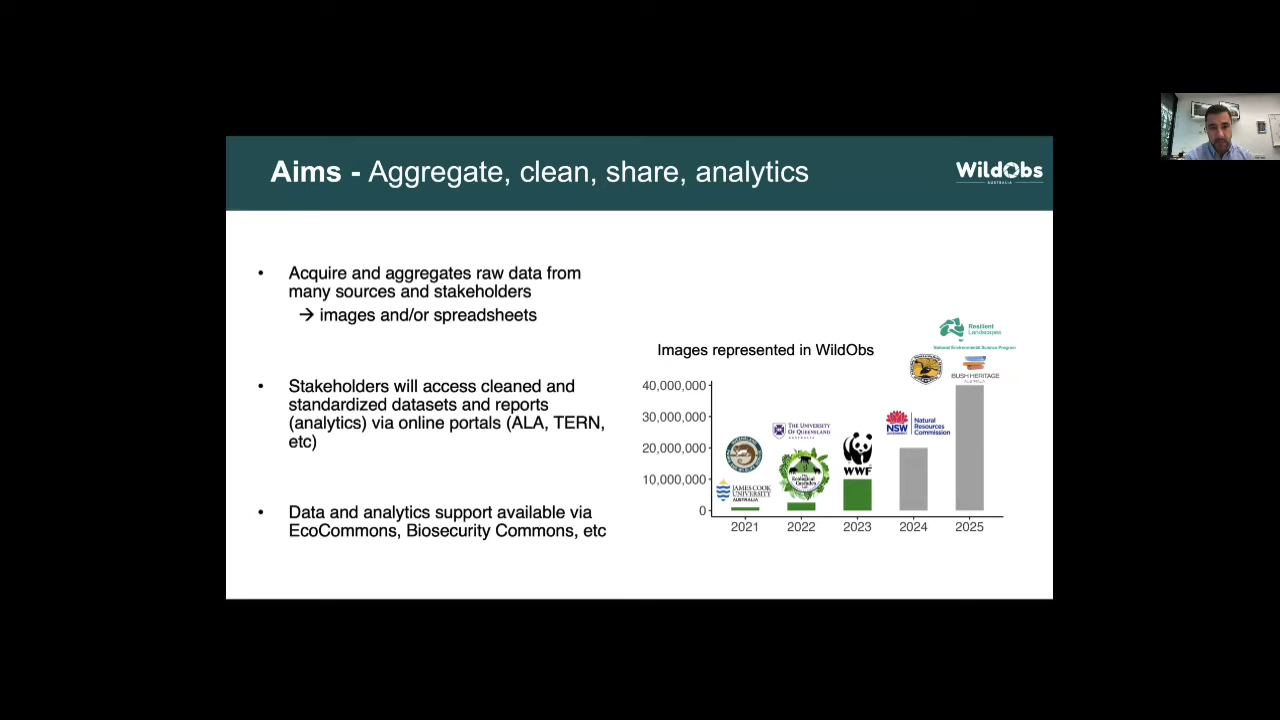 Aims - Aggregate, clean, share, analytics
WildObs
AUSTRALIA
• Acquire and aggregates raw data from
many sources and stakeholders
→ images and/or spreadsheets
• Stakeholders will access cleaned and
standardized datasets and reports
(analytics) via online portals (ALA, TERN,
etc)
• Data and analytics support available via
EcoCommons, Biosecurity Commons, etc
Images represented in WildObs
40,000,000
30,000,000
20,000,000
10,000,000
0
2021
2022
2023
2024
2025
JAMES COOK
UNIVERSITY
AUSTRALIA
THE UNIVERSITY
OF QUEENSLAND
AUSTRALIA
Ecological
Cascades
WWF
NSW
Natural
Resources
Commission
Resilient
Landscapes
National Environmental Science Program
BUSH HERITAGE
AUSTRALIA